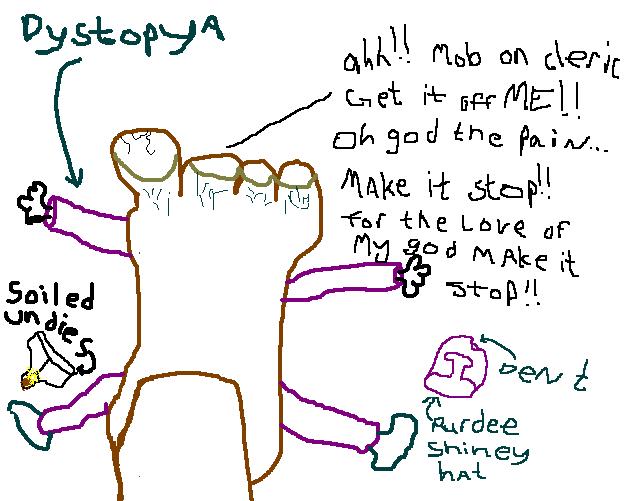 DystopyA
ahh!! Mob on cleric
Get it off ME!!
Oh god the pain...
MAke it stop!!
for the Love of
My god MAke it
stop!!
Soiled
undies
Dent
Purdee
Shiney
hAt